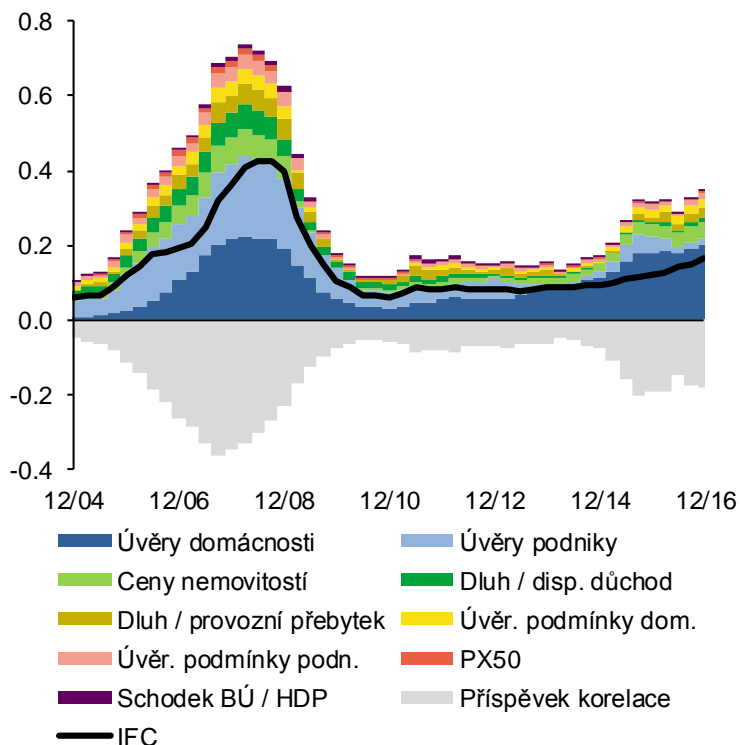 0.8
0.6
0.4
0.2
0.0
-0.2
-0.4
12/04 12/06 12/08 12/10 12/12 12/14 12/16
Úvěry domácnosti Úvěry podniky
Ceny nemovitostí Dluh / disp. důchod
Dluh / provozní přebytek Úvěr. podmínky dom.
Úvěr. podmínky podn. PX50
Schodek BÚ / HDP Příspěvek korelace
IFC